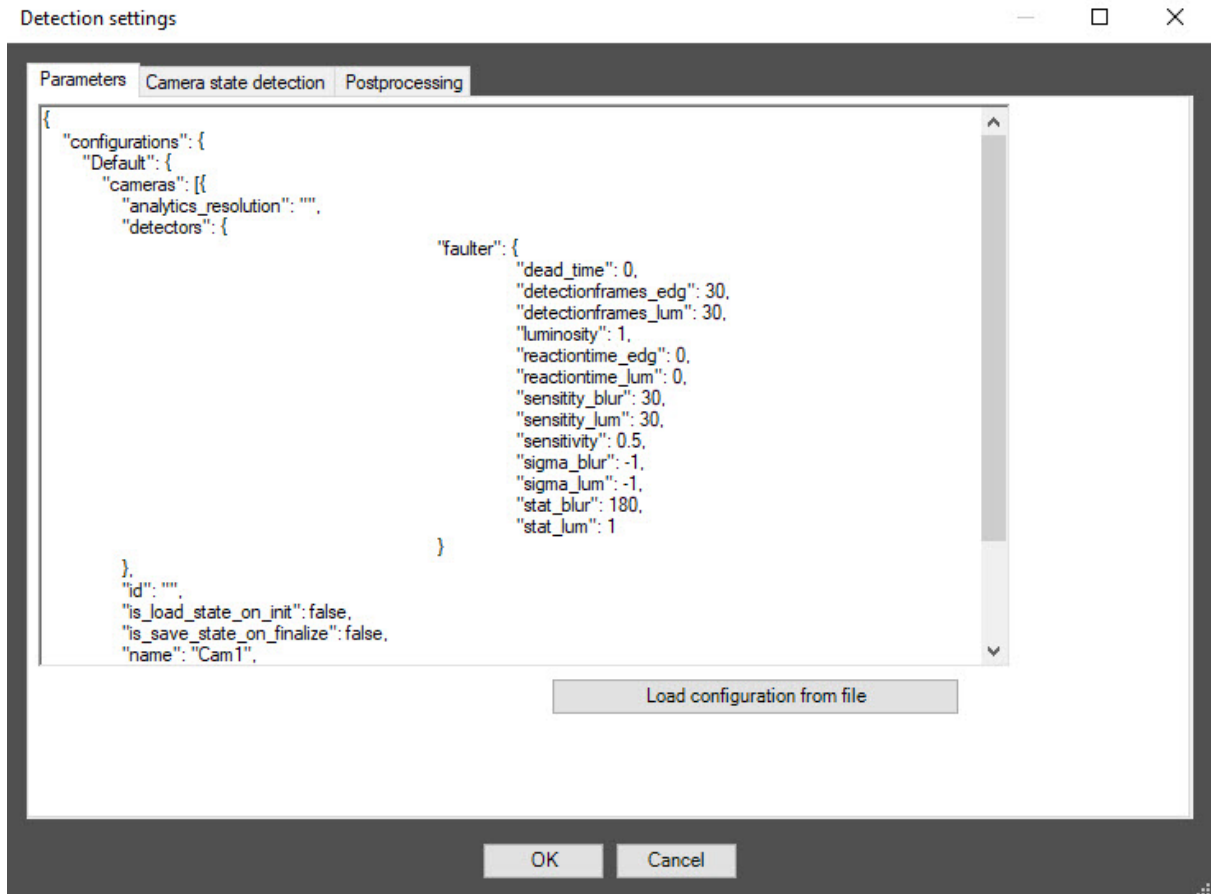 Detection settings
Parameters Camera state detection Postprocessing
{
"configurations": {
"Default": {
"cameras": [{
"analytics_resolution": "",
"detectors": {
"faulter": {
"dead_time": 0,
"detectionframes_edg": 30,
"detectionframes_lum": 30,
"luminosity": 1,
"reactiontime_edg": 0,
"reactiontime_lum": 0,
"sensitity_blur": 30,
"sensitity_lum": 30,
"sensitivity": 0.5,
"sigma_blur": -1,
"sigma_lum": -1,
"stat_blur": 180,
"stat_lum": 1
}
},
"id": "",
"is_load_state_on_init": false,
"is_save_state_on_finalize": false,
"name": "Cam1",
Load configuration from file
OK Cancel